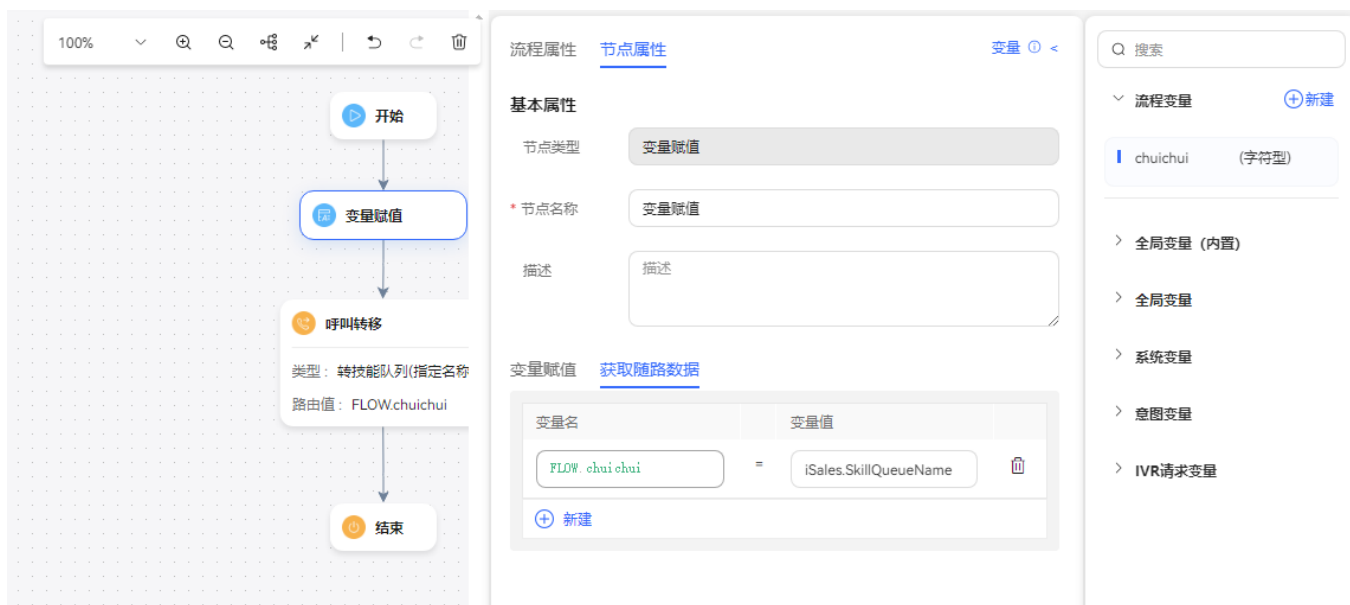 100%
开始
变量赋值
呼叫转移
类型： 转技能队列(指定名称
路由值： FLOW.chuichui
结束
流程属性 节点属性 变量 <
基本属性
节点类型 变量赋值
* 节点名称 变量赋值
描述 描述
变量赋值 获取随路数据
变量名 变量值
FLOW.chuichui = iSales.SkillQueueName
新建
搜索
流程变量 新建
chuichui (字符型)
全局变量（内置）
全局变量
系统变量
意图变量
IVR请求变量